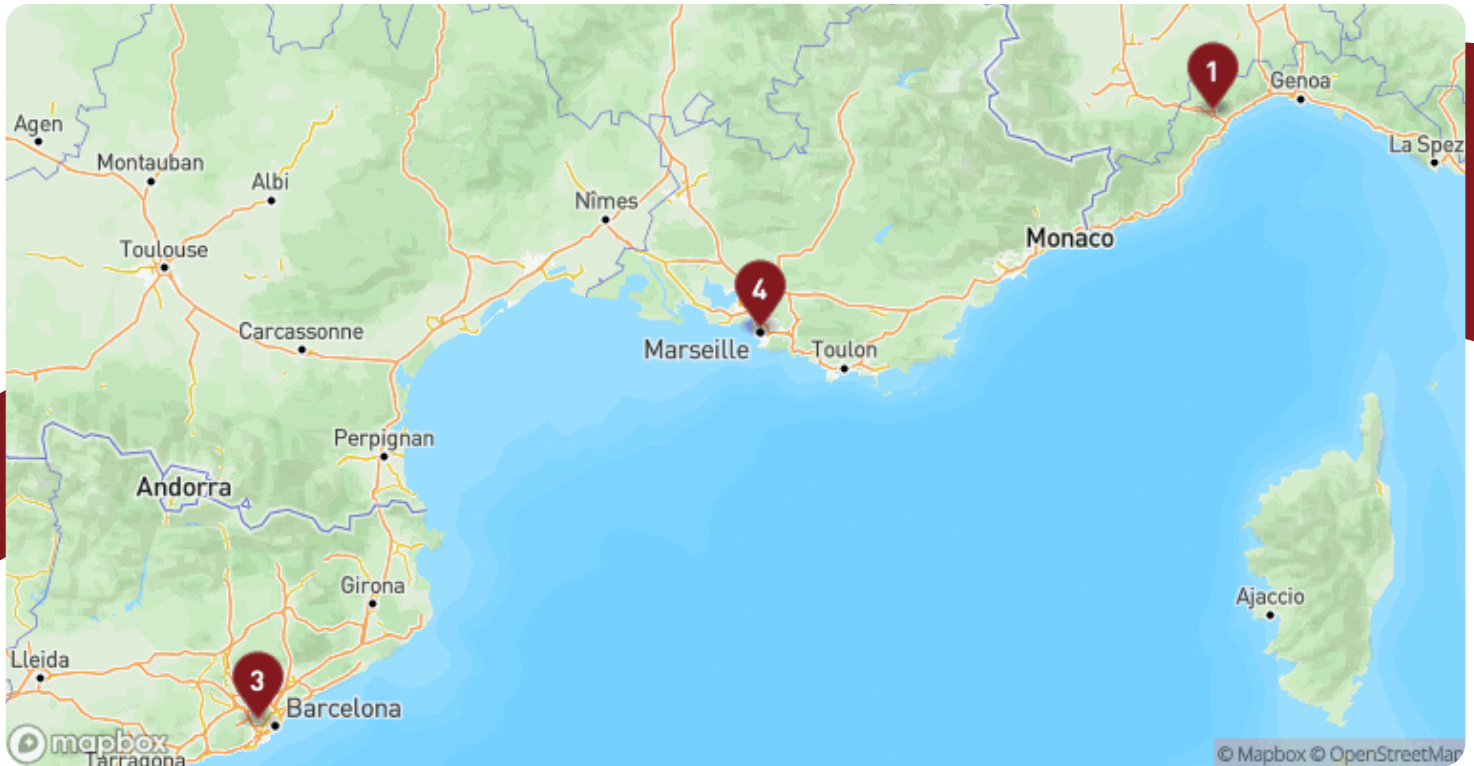 1
Genoa
Agen
La Spez
Montauban
Albi
Nîmes
Monaco
Toulouse
4
Carcassonne
Marseille
Toulon
Perpignan
Andorra
Girona
Ajaccio
Lleida
3
Barcelona
mapbox
Tarragona
© Mapbox © OpenStreetMap